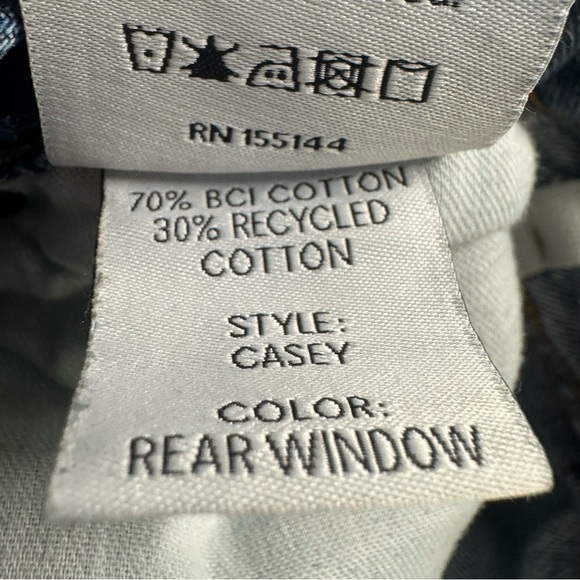 RN 155144
70% BCI COTTON
30% RECYCLED
COTTON
STYLE:
CASEY
COLOR:
REAR WINDOW